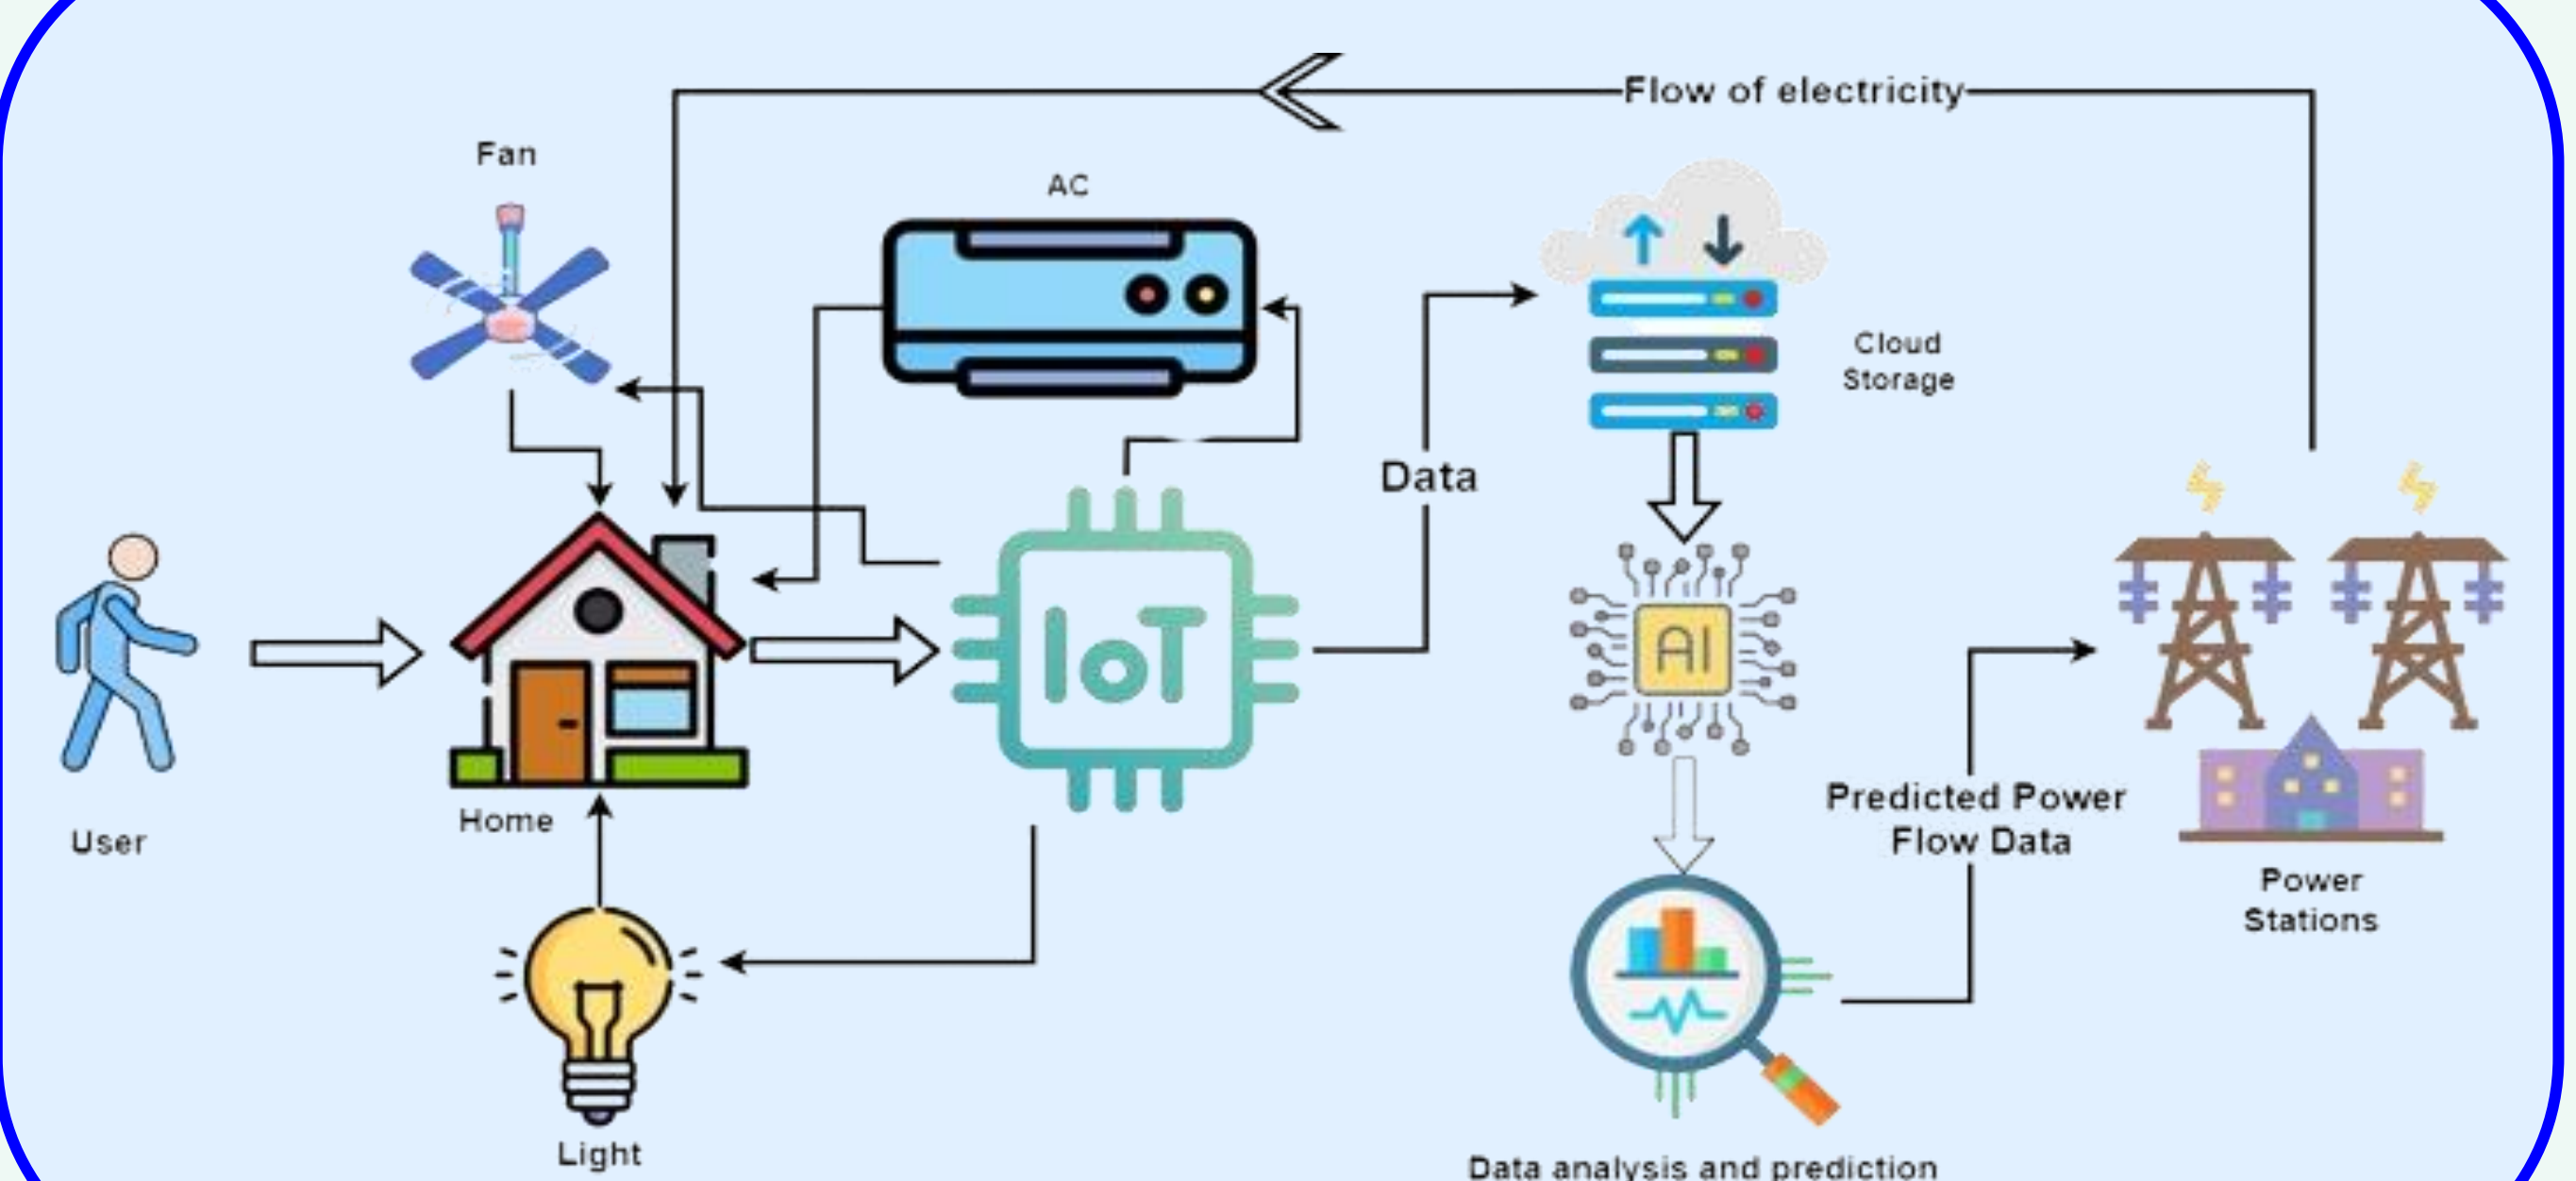 Flow of electricity
Fan
AC
Cloud
Storage
Data
IoT
AI
Home
User
Predicted Power
Flow Data
Power
Stations
Light
Data analysis and prediction